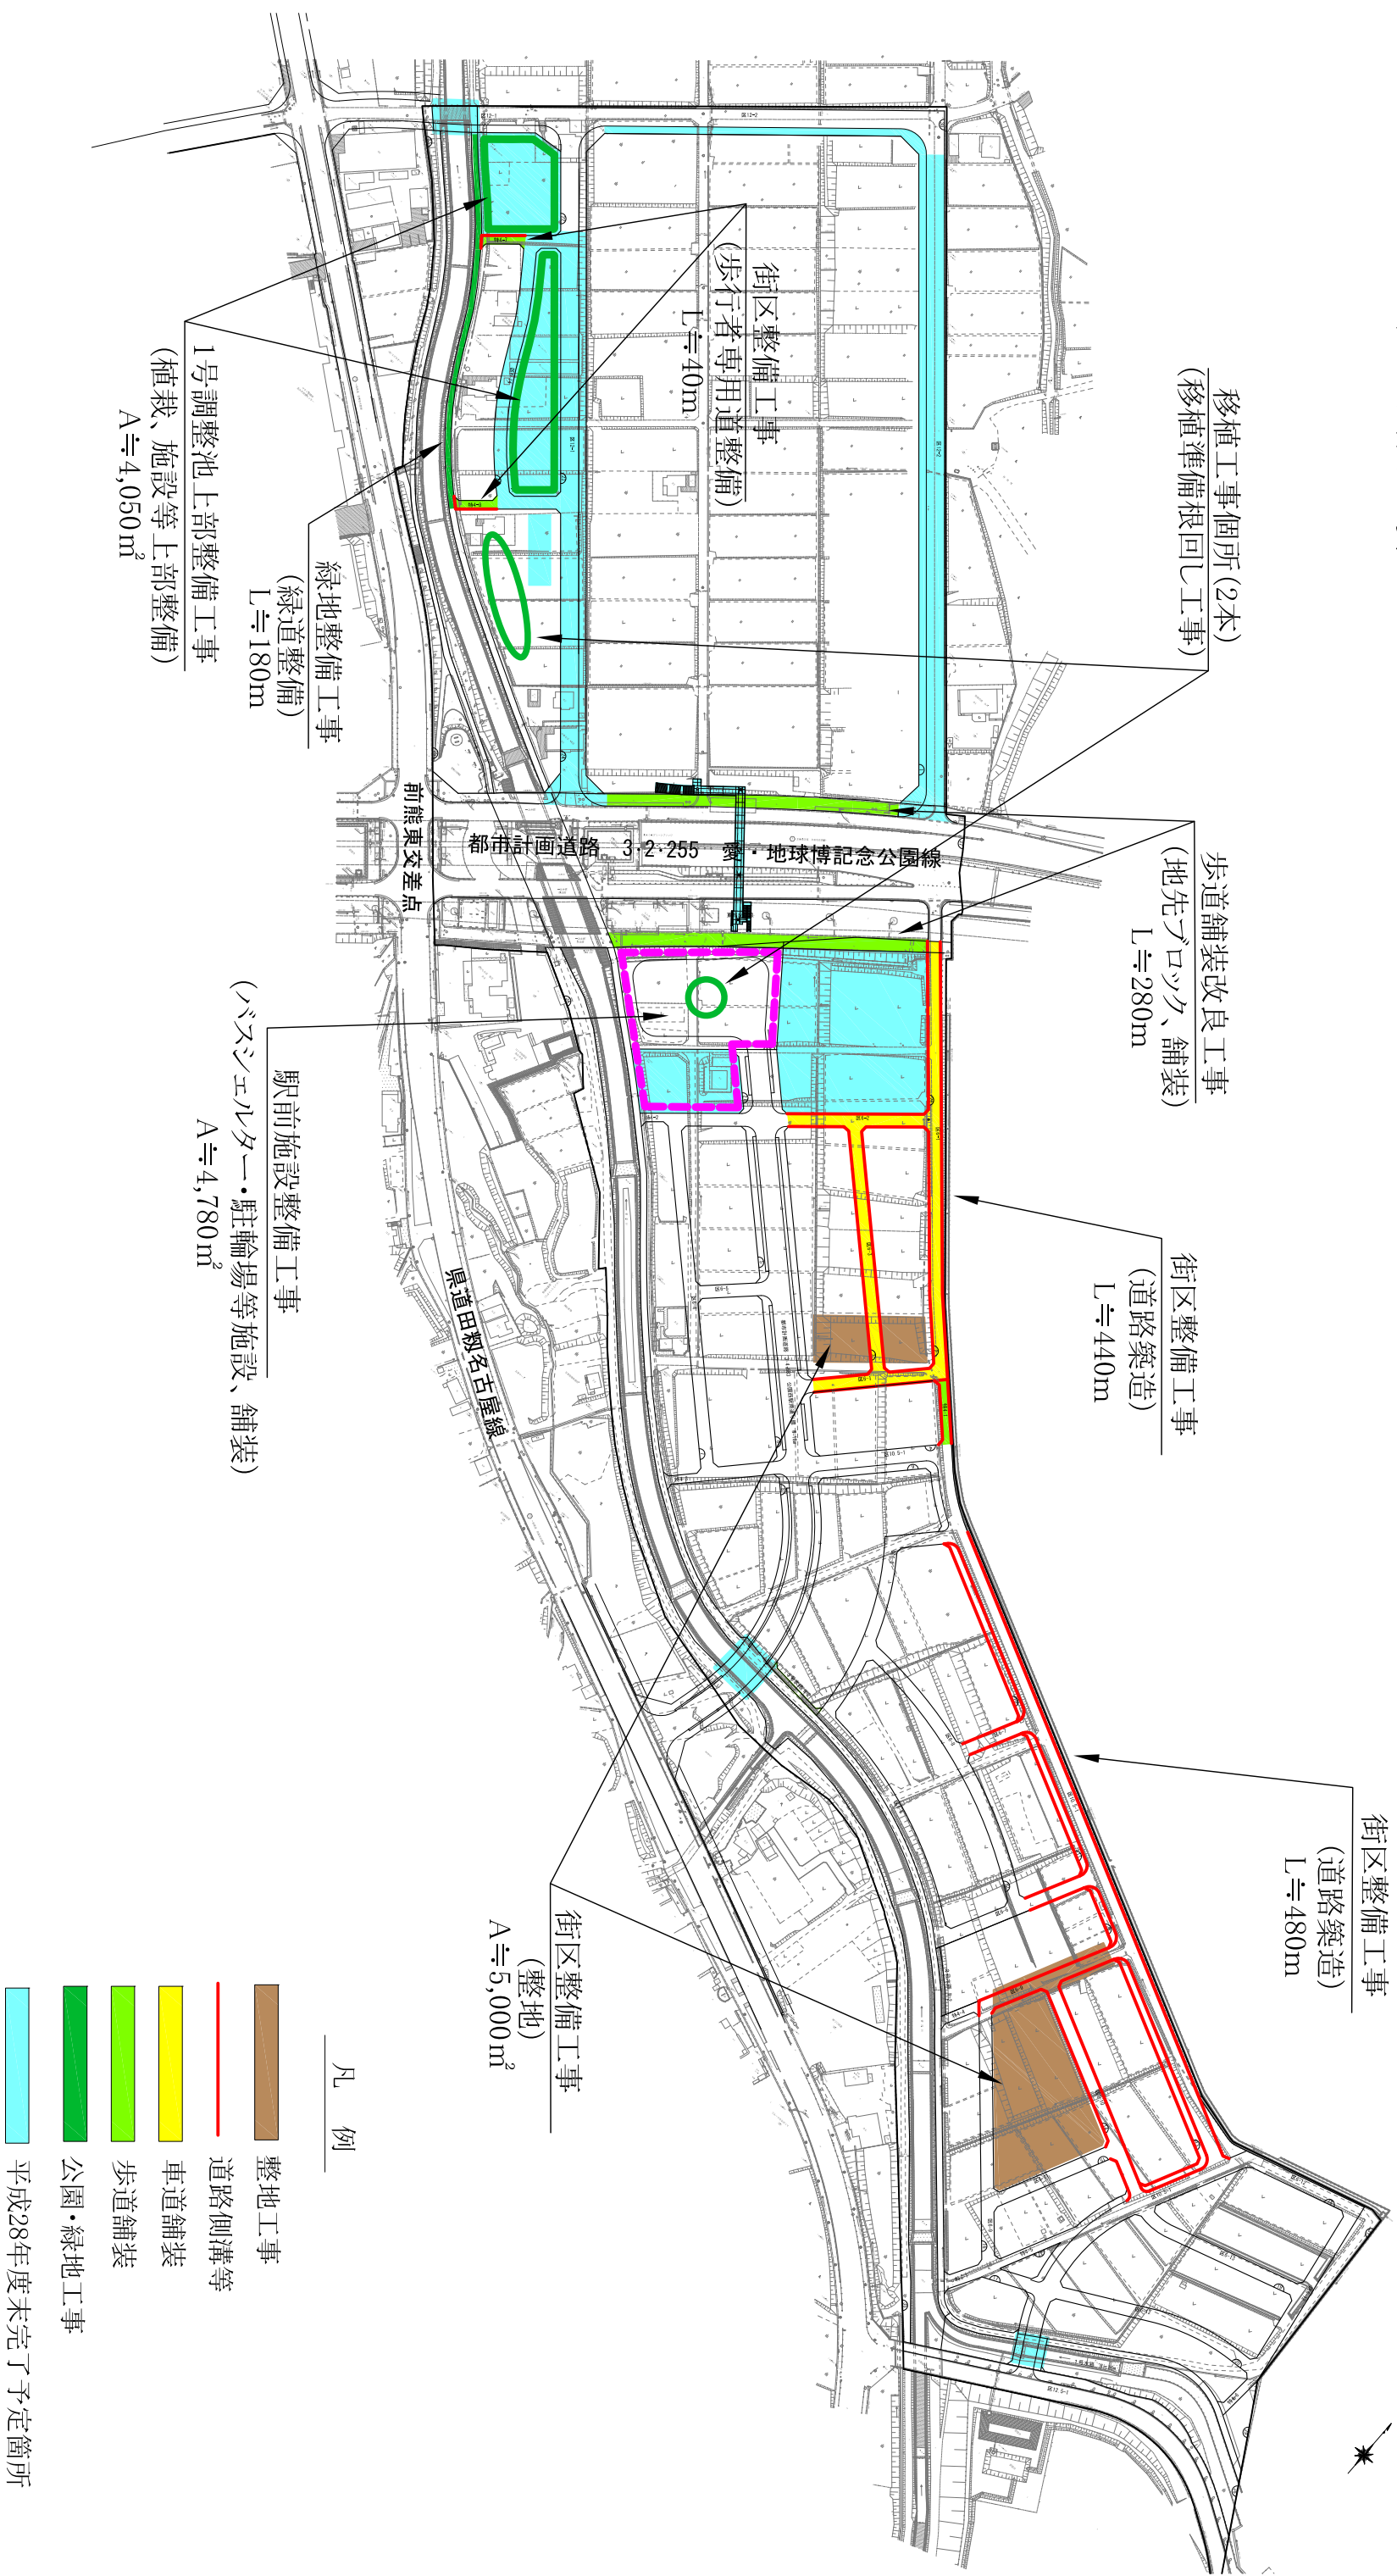 移植工事個所(2本)
(移植準備根回し工事)
街区整備工事
(歩行者専用道整備)
L≒40m
1号調整池上部整備工事
(植栽、施設等上部整備)
A≒4,050㎡
緑地整備工事
(緑道整備)
L≒180m
歩道舗装改良工事
(地先ブロック、舗装)
L≒280m
前熊東交差点
都市計画道路 3・2・255 愛・地球博記念公園線
駅前施設整備工事
(バスシェルター・駐輪場等施設、舗装)
A≒4,780㎡
県道田籾名古屋線
街区整備工事
(道路築造)
L≒440m
街区整備工事
(道路築造)
L≒480m
街区整備工事
(整地)
A≒5,000㎡
凡 例
整地工事
道路側溝等
車道舗装
歩道舗装
公園・緑地工事
平成28年度末完了予定箇所